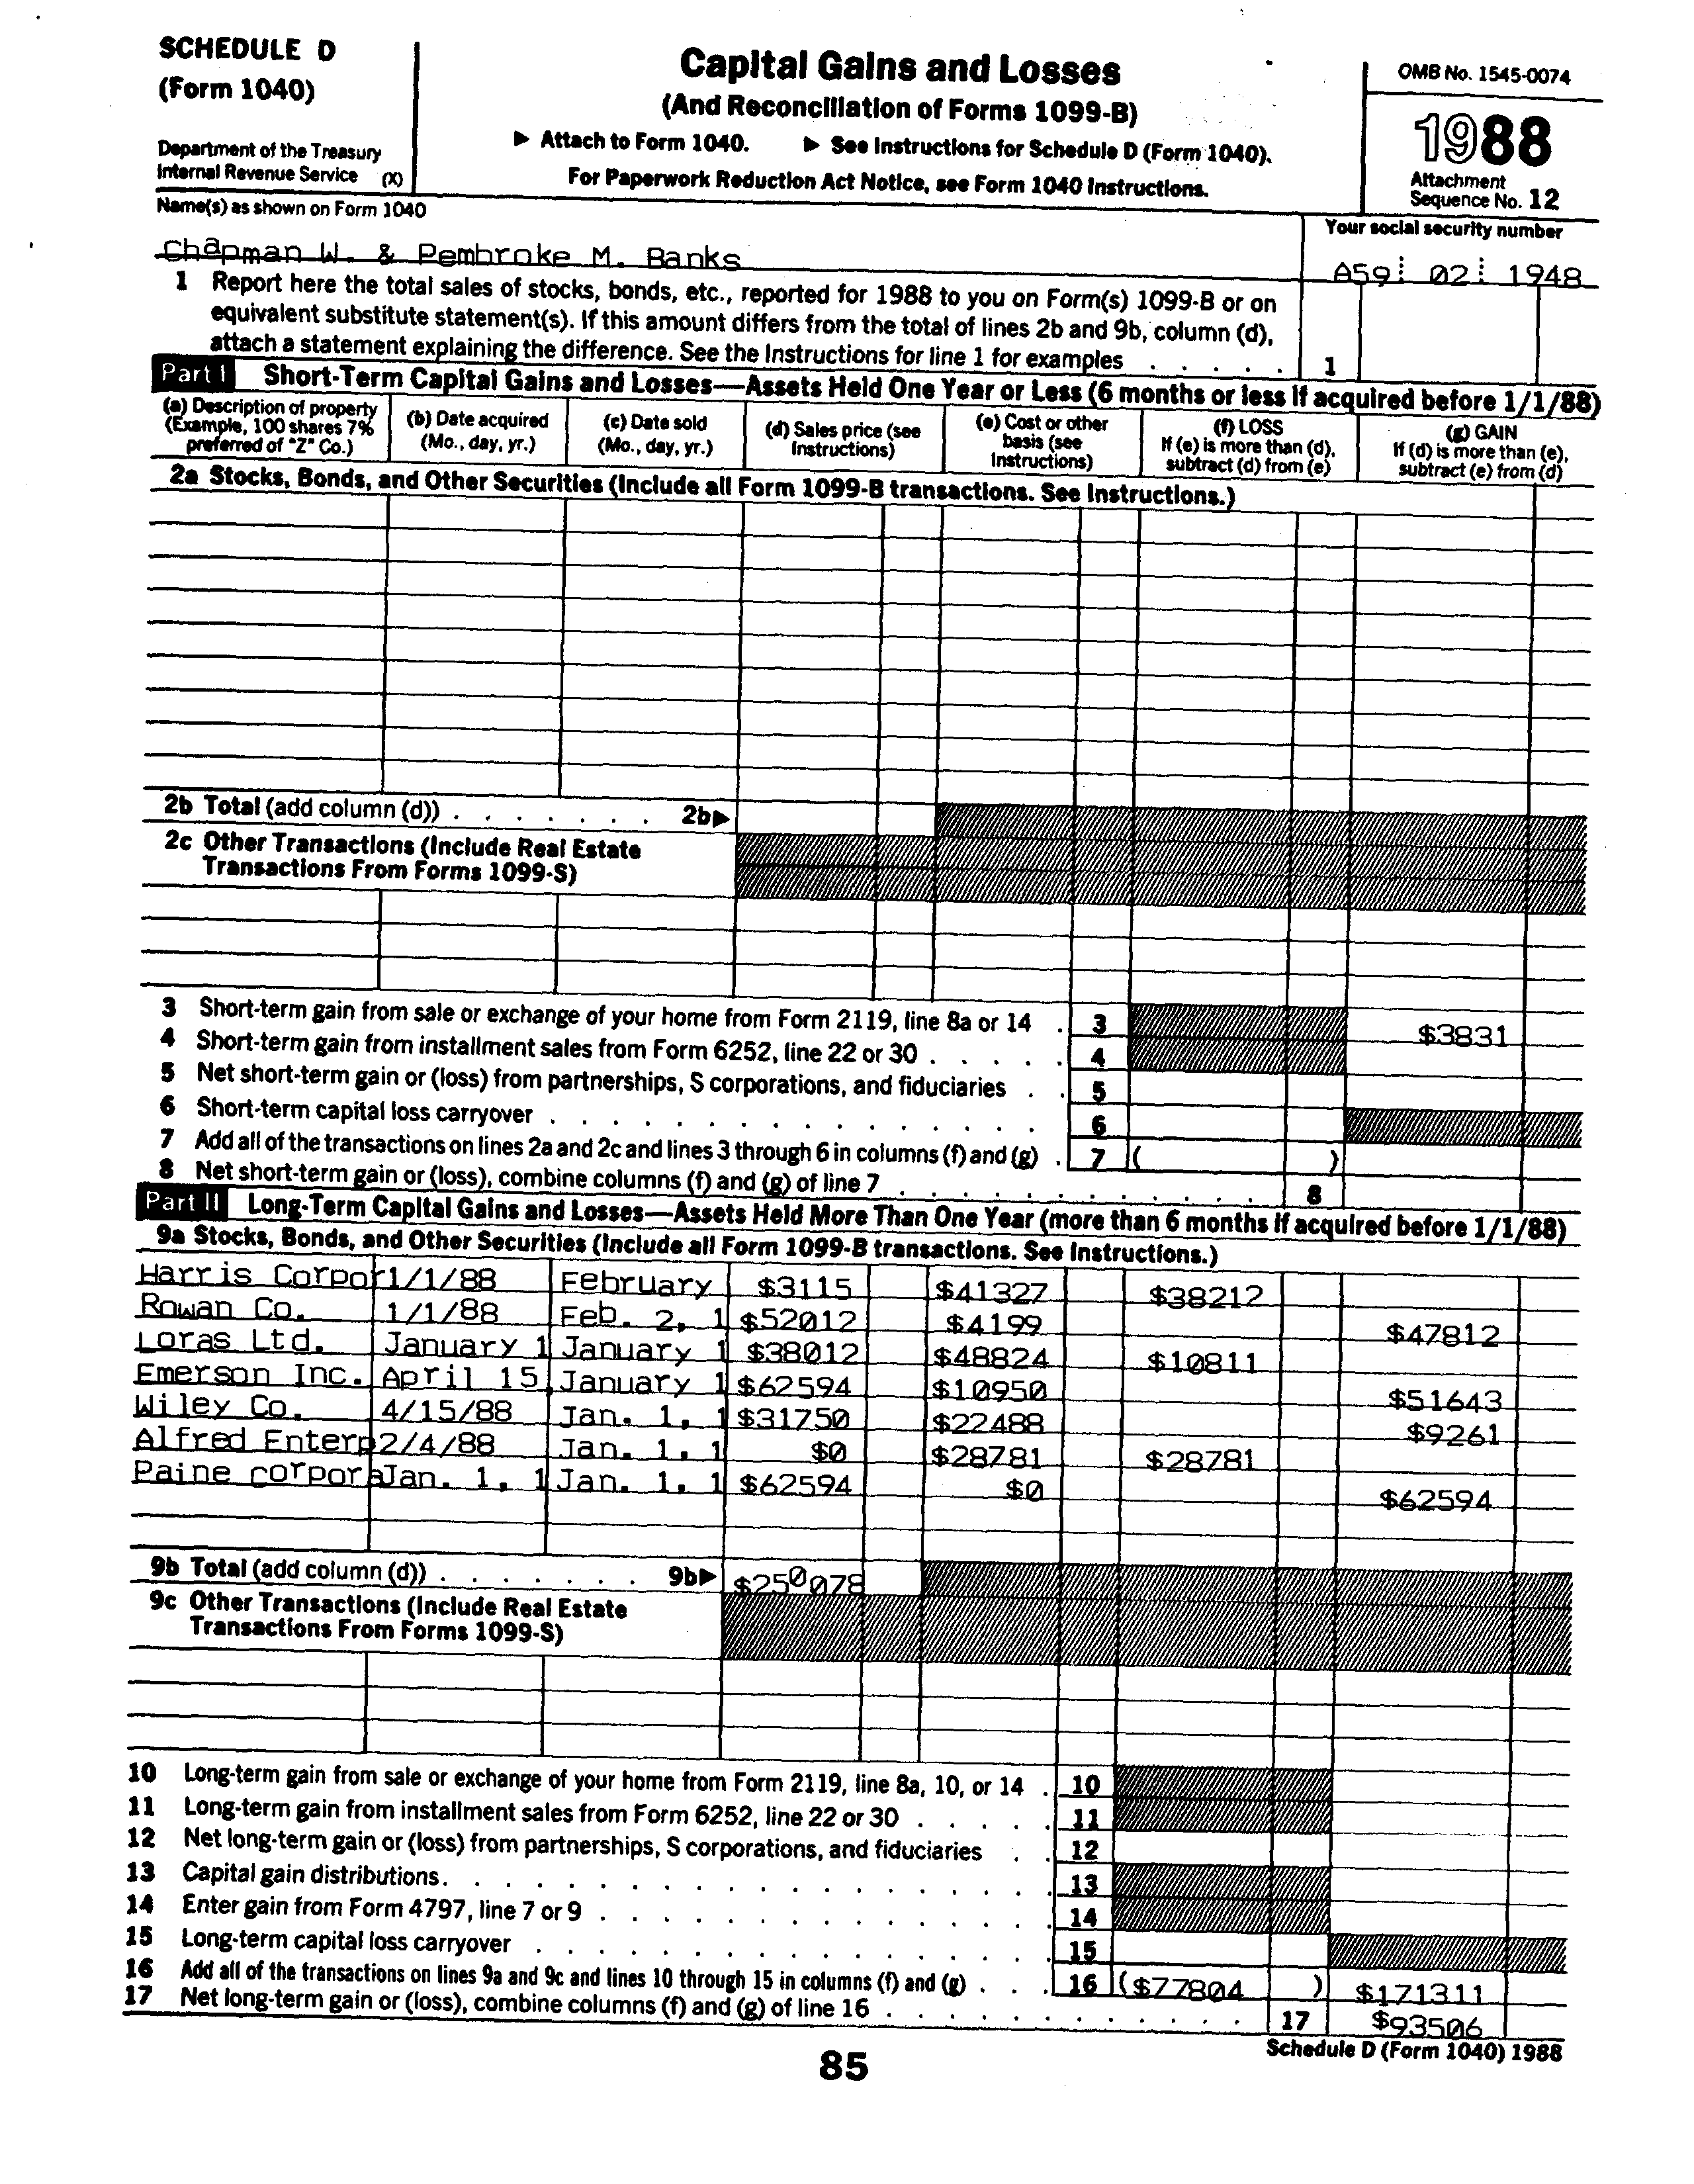 SCHEDULE D
(Form 1040)
Department of the Treasury
Internal Revenue Service (X)
Capital Gains and Losses
(And Reconciliation of Forms 1099-B)
▶ Attach to Form 1040. ▶ See Instructions for Schedule D (Form 1040).
For Paperwork Reduction Act Notice, see Form 1040 Instructions.
OMB No. 1545-0074
1988
Attachment
Sequence No. 12
Name(s) as shown on Form 1040
Your social security number
Chapman W. & Pembroke M. Banks
A59 02 1948
1 Report here the total sales of stocks, bonds, etc., reported for 1988 to you on Form(s) 1099-B or on
equivalent substitute statement(s). If this amount differs from the total of lines 2b and 9b, column (d),
attach a statement explaining the difference. See the Instructions for line 1 for examples . . . . . 1
Part I Short-Term Capital Gains and Losses—Assets Held One Year or Less (6 months or less if acquired before 1/1/88)
(a) Description of property
(Example, 100 shares 7%
preferred of "Z" Co.)
(b) Date acquired
(Mo., day, yr.)
(c) Date sold
(Mo., day, yr.)
(d) Sales price (see
Instructions)
(e) Cost or other
basis (see
Instructions)
(f) LOSS
If (e) is more than (d),
subtract (d) from (e)
(g) GAIN
If (d) is more than (e),
subtract (e) from (d)
2a Stocks, Bonds, and Other Securities (Include all Form 1099-B transactions. See Instructions.)
2b Total (add column (d)) . . . . . . . 2b▶
2c Other Transactions (Include Real Estate
Transactions From Forms 1099-S)
3 Short-term gain from sale or exchange of your home from Form 2119, line 8a or 14 . 3 $3831
4 Short-term gain from installment sales from Form 6252, line 22 or 30 . . . . . 4
5 Net short-term gain or (loss) from partnerships, S corporations, and fiduciaries . . 5
6 Short-term capital loss carryover . . . . . . . . . . . . . . . 6
7 Add all of the transactions on lines 2a and 2c and lines 3 through 6 in columns (f) and (g) . 7 ( )
8 Net short-term gain or (loss), combine columns (f) and (g) of line 7 . . . . . . . . . . . . 8
Part II Long-Term Capital Gains and Losses—Assets Held More Than One Year (more than 6 months if acquired before 1/1/88)
9a Stocks, Bonds, and Other Securities (Include all Form 1099-B transactions. See Instructions.)
Harris Corpor 1/1/88 February $3115 $41327 $38212
Rowan Co. 1/1/88 Feb. 2, 1 $52012 $4199 $47812
Loras Ltd. January 1 January 1 $38012 $48824 $10811
Emerson Inc. April 15, January 1 $62594 $10950 $51643
Wiley Co. 4/15/88 Jan. 1, 1 $31750 $22488 $9261
Alfred Enterp 2/4/88 Jan. 1, 1 $0 $28781 $28781
Paine corpora Jan. 1, 1 Jan. 1, 1 $62594 $0 $62594
9b Total (add column (d)) . . . . . . . 9b▶ $250078
9c Other Transactions (Include Real Estate
Transactions From Forms 1099-S)
10 Long-term gain from sale or exchange of your home from Form 2119, line 8a, 10, or 14 . 10
11 Long-term gain from installment sales from Form 6252, line 22 or 30 . . . . . 11
12 Net long-term gain or (loss) from partnerships, S corporations, and fiduciaries . . 12
13 Capital gain distributions . . . . . . . . . . . . . . . . . . . 13
14 Enter gain from Form 4797, line 7 or 9 . . . . . . . . . . . . . . 14
15 Long-term capital loss carryover . . . . . . . . . . . . . . . . 15
16 Add all of the transactions on lines 9a and 9c and lines 10 through 15 in columns (f) and (g) . . . 16 ($77804 ) $171311
17 Net long-term gain or (loss), combine columns (f) and (g) of line 16 . . . . . . . . . . . . 17 $93506
85
Schedule D (Form 1040) 1988